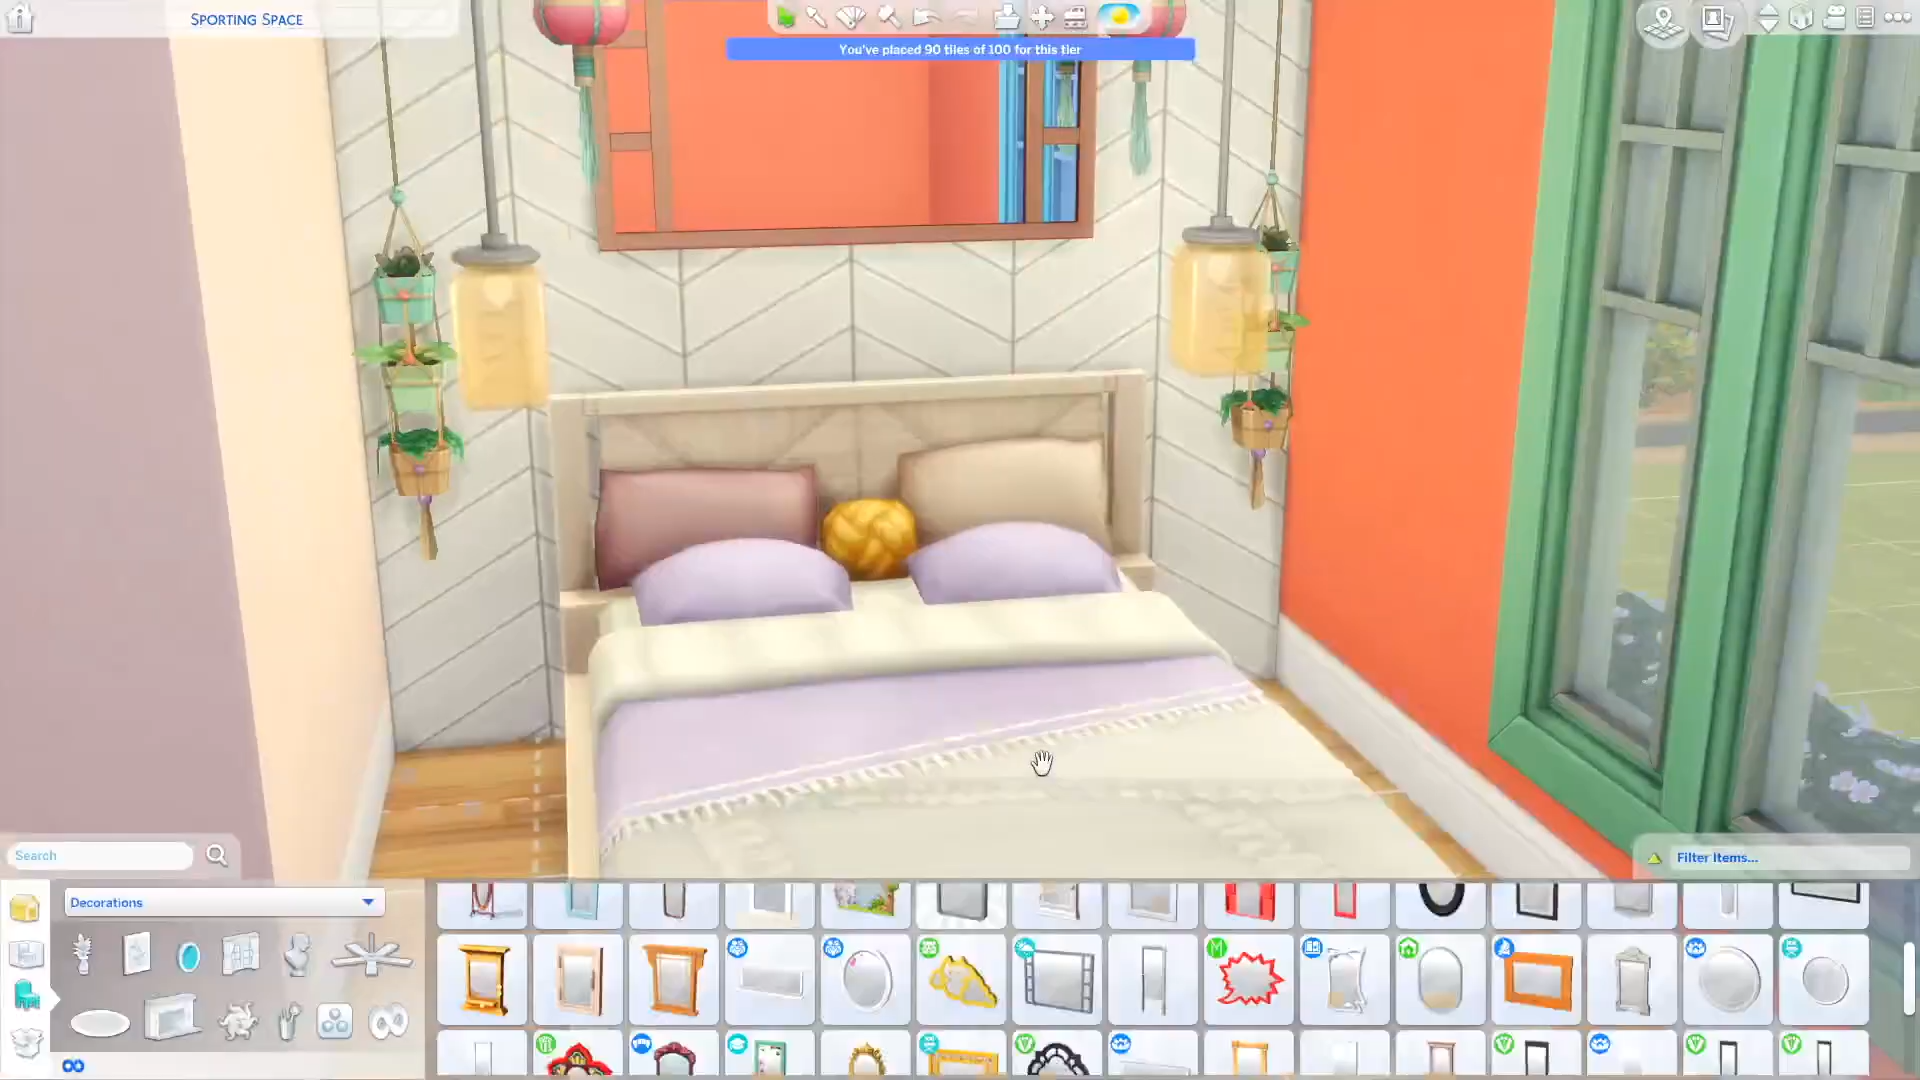 Sporting Space
You've placed 90 tiles of 100 for this tier
Search
Filter Items...
Decorations